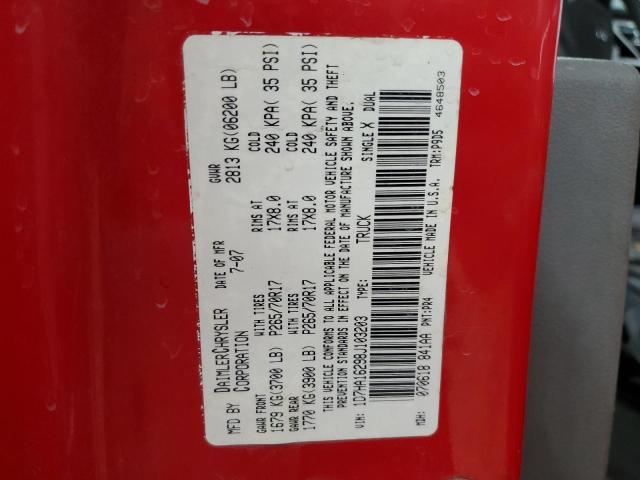 MFD BY DAIMLERCHRYSLER CORPORATION DATE OF MFR 7-07 GVWR 2813 KG(06200 LB)
GAWR FRONT WITH TIRES RIMS AT COLD
1679 KG(3700 LB) P265/70R17 17X8.0 240 KPA( 35 PSI)
GAWR REAR WITH TIRES RIMS AT COLD
1770 KG(3900 LB) P265/70R17 17X8.0 240 KPA( 35 PSI)
THIS VEHICLE CONFORMS TO ALL APPLICABLE FEDERAL MOTOR VEHICLE SAFETY AND THEFT
PREVENTION STANDARDS IN EFFECT ON THE DATE OF MANUFACTURE SHOWN ABOVE.
VIN: 1D7HA16298J103203 TYPE: TRUCK SINGLE X DUAL
MDH: 070618 841AA PNT:PR4 VEHICLE MADE IN U.S.A. TRM:P9D5 4648503